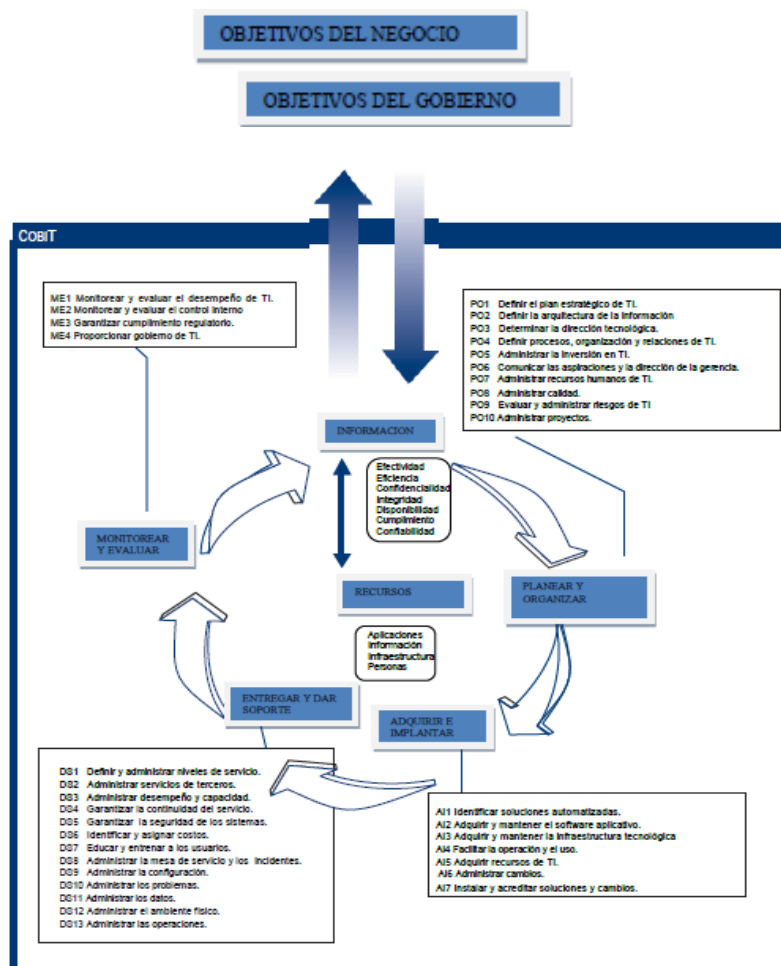 OBJETIVOS DEL NEGOCIO
OBJETIVOS DEL GOBIERNO
COBIT
ME1 Monitorear y evaluar el desempeño de TI.
ME2 Monitorear y evaluar el control interno
ME3 Garantizar cumplimiento regulatorio.
ME4 Proporcionar gobierno de TI.
PO1 Definir el plan estratégico de TI.
PO2 Definir la arquitectura de la información
PO3 Determinar la dirección tecnológica.
PO4 Definir procesos, organización y relaciones de TI.
PO5 Administrar la inversión en TI.
PO6 Comunicar las aspiraciones y la dirección de la gerencia.
PO7 Administrar recursos humanos de TI.
PO8 Administrar calidad.
PO9 Evaluar y administrar riesgos de TI
PO10 Administrar proyectos.
INFORMACION
Efectividad
Eficiencia
Confidencialidad
Integridad
Disponibilidad
Cumplimiento
Confiabilidad
MONITOREAR
Y EVALUAR
RECURSOS
PLANEAR Y
ORGANIZAR
Aplicaciones
Información
Infraestructura
Personas
ENTREGAR Y DAR
SOPORTE
ADQUIRIR E
IMPLANTAR
DS1 Definir y administrar niveles de servicio.
DS2 Administrar servicios de terceros.
DS3 Administrar desempeño y capacidad.
DS4 Garantizar la continuidad del servicio.
DS5 Garantizar la seguridad de los sistemas.
DS6 Identificar y asignar costos.
DS7 Educar y entrenar a los usuarios.
DS8 Administrar la mesa de servicio y los incidentes.
DS9 Administrar la configuración.
DS10 Administrar los problemas.
DS11 Administrar los datos.
DS12 Administrar el ambiente físico.
DS13 Administrar las operaciones.
AI1 Identificar soluciones automatizadas.
AI2 Adquirir y mantener el software aplicativo.
AI3 Adquirir y mantener la infraestructura tecnológica
AI4 Facilitar la operación y el uso.
AI5 Adquirir recursos de TI.
AI6 Administrar cambios.
AI7 Instalar y acreditar soluciones y cambios.